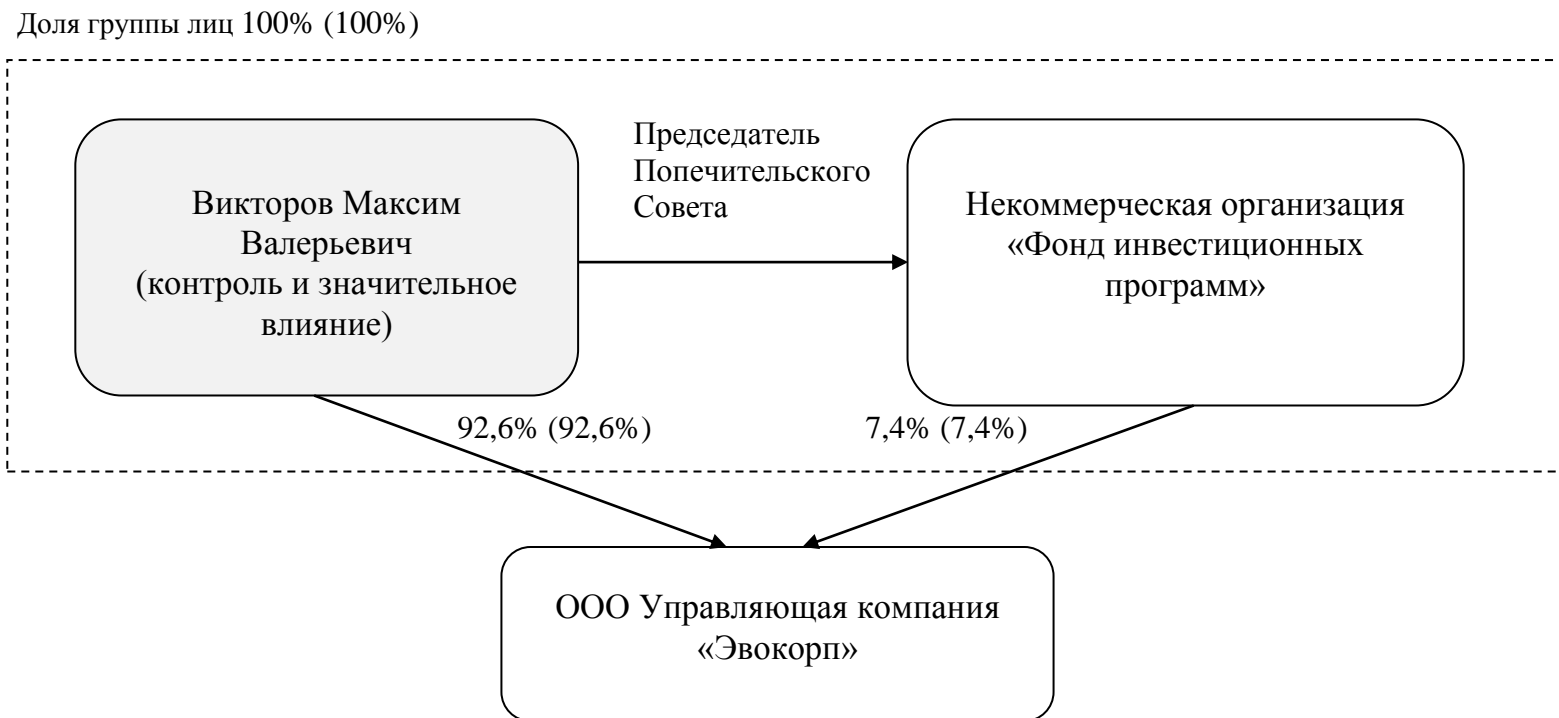 Доля группы лиц 100% (100%)
Викторов Максим
Валерьевич
(контроль и значительное
влияние)
Председатель
Попечительского
Совета
Некоммерческая организация
«Фонд инвестиционных
программ»
92,6% (92,6%)
7,4% (7,4%)
ООО Управляющая компания
«Эвокорп»